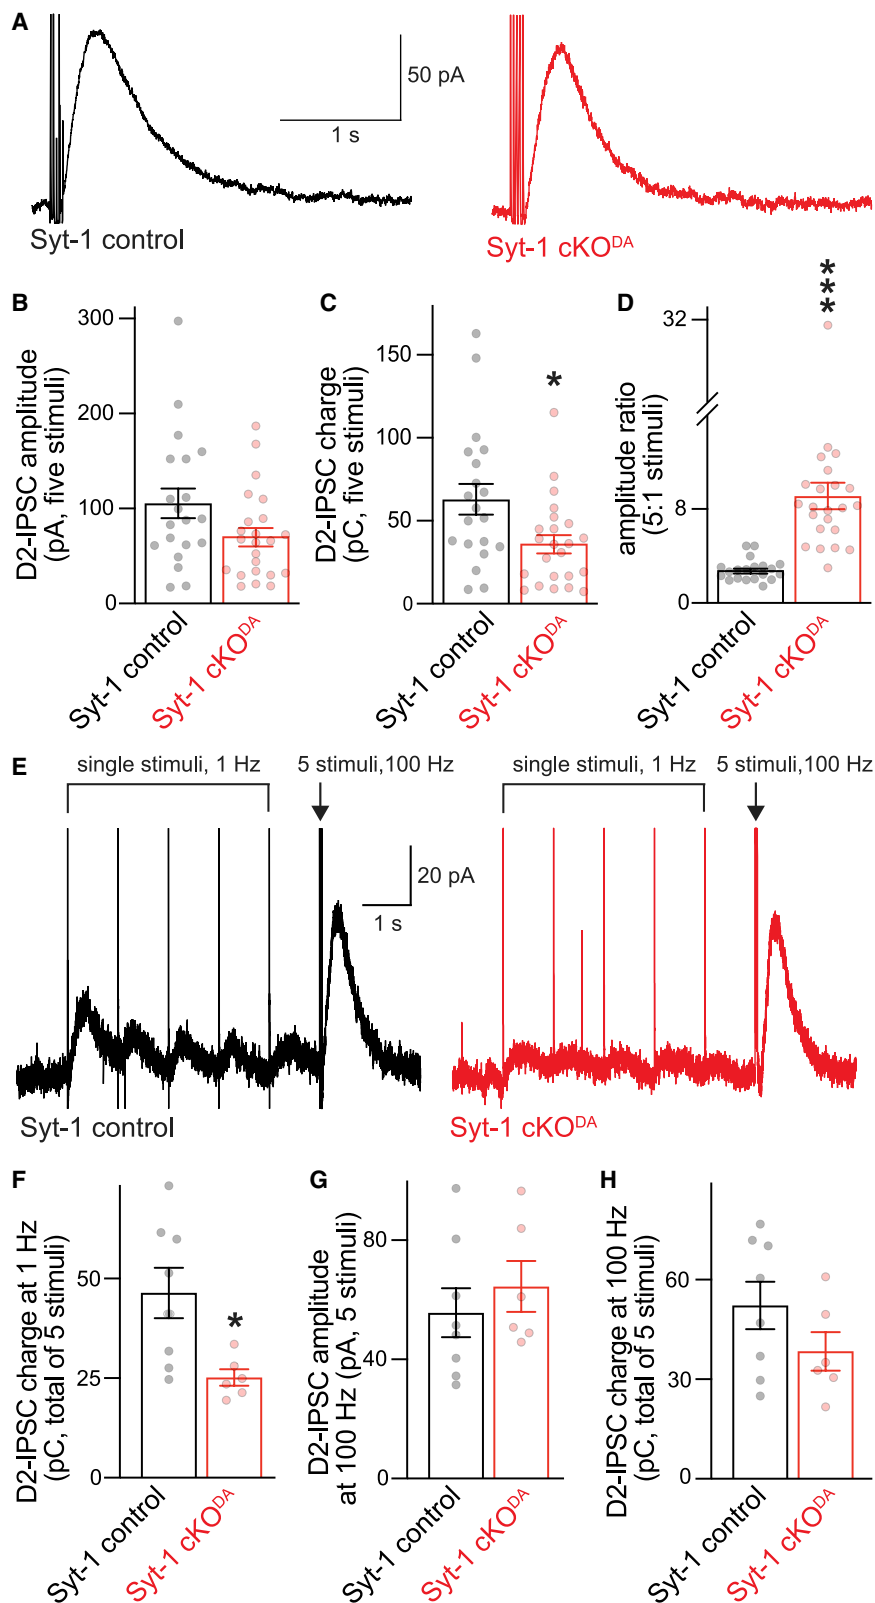 A
50 pA
1 s
Syt-1 control
Syt-1 cKO^DA
B
D2-IPSC amplitude
(pA, five stimuli)
300
200
100
0
Syt-1 control
Syt-1 cKO^DA
C
D2-IPSC charge
(pC, five stimuli)
150
100
50
0
*
Syt-1 control
Syt-1 cKO^DA
D
amplitude ratio
(5:1 stimuli)
32
8
0
***
Syt-1 control
Syt-1 cKO^DA
E
single stimuli, 1 Hz
5 stimuli,100 Hz
single stimuli, 1 Hz
5 stimuli,100 Hz
20 pA
1 s
Syt-1 control
Syt-1 cKO^DA
F
D2-IPSC charge at 1 Hz
(pC, total of 5 stimuli)
50
25
0
*
Syt-1 control
Syt-1 cKO^DA
G
D2-IPSC amplitude
at 100 Hz (pA, 5 stimuli)
80
40
0
Syt-1 control
Syt-1 cKO^DA
H
D2-IPSC charge at 100 Hz
(pC, total of 5 stimuli)
60
30
0
Syt-1 control
Syt-1 cKO^DA